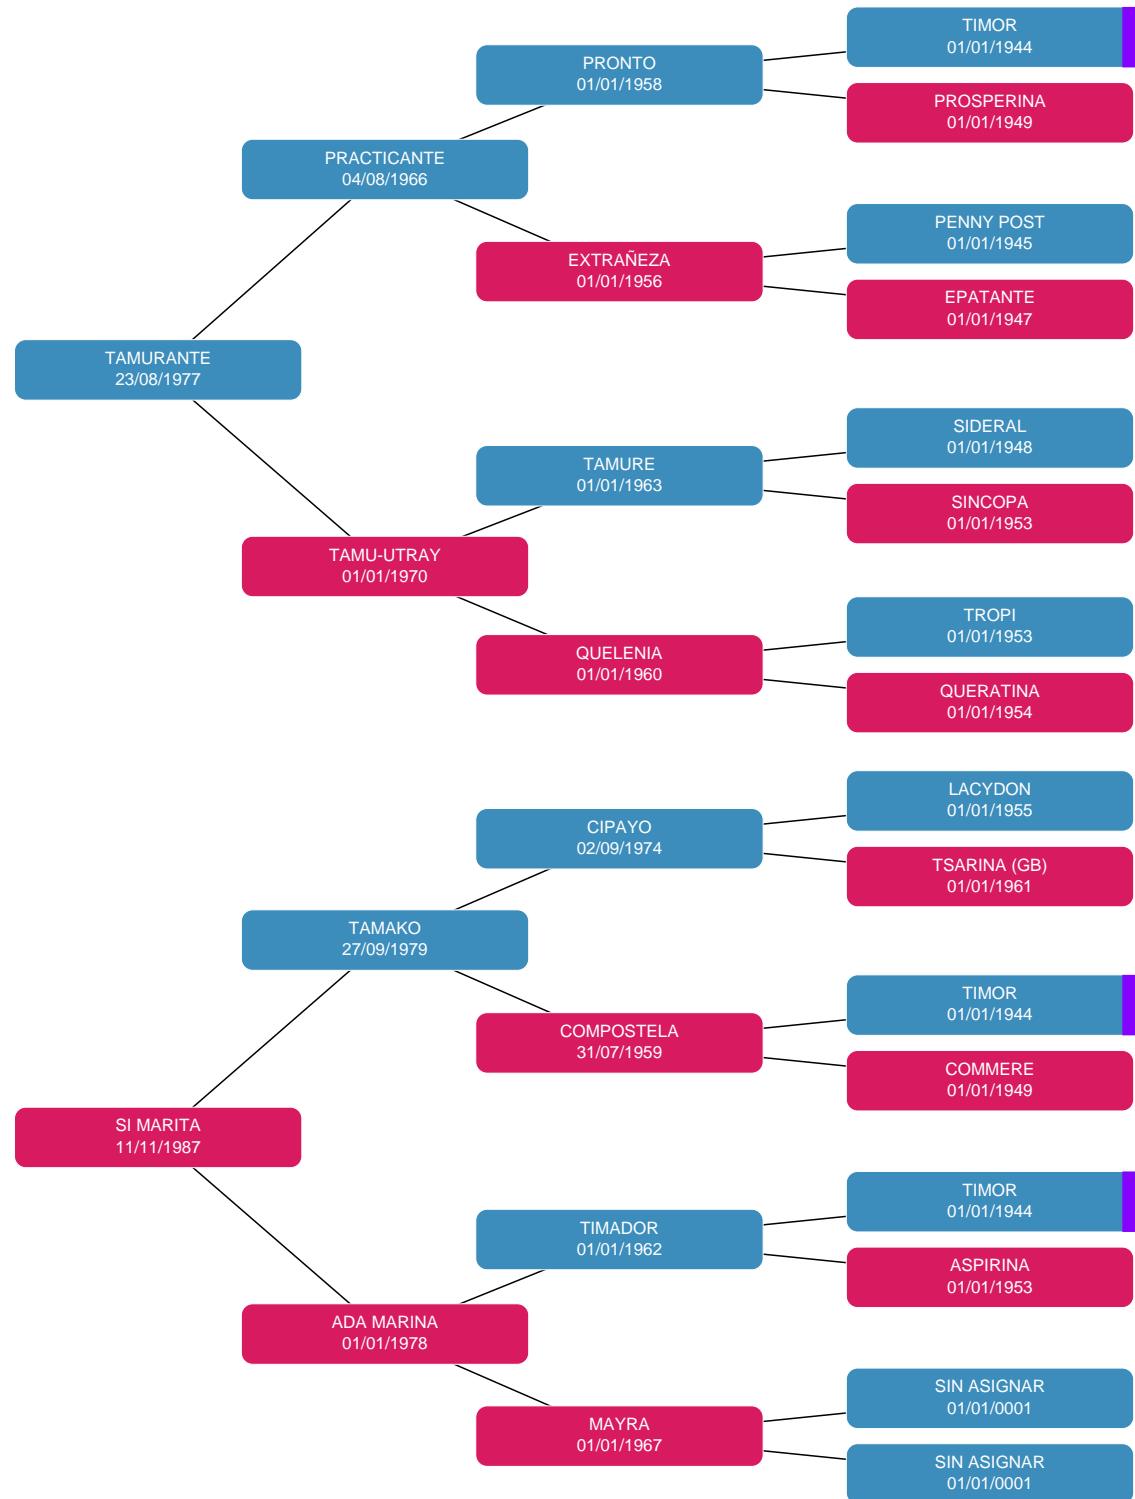 TIMOR
01/01/1944
PRONTO
01/01/1958
PROSPERINA
01/01/1949
PRACTICANTE
04/08/1966
PENNY POST
01/01/1945
EXTRAÑEZA
01/01/1956
EPATANTE
01/01/1947
TAMURANTE
23/08/1977
SIDERAL
01/01/1948
TAMURE
01/01/1963
SINCOPA
01/01/1953
TAMU-UTRAY
01/01/1970
TROPI
01/01/1953
QUELENIA
01/01/1960
QUERATINA
01/01/1954
LACYDON
01/01/1955
CIPAYO
02/09/1974
TSARINA (GB)
01/01/1961
TAMAKO
27/09/1979
TIMOR
01/01/1944
COMPOSTELA
31/07/1959
COMMERE
01/01/1949
SI MARITA
11/11/1987
TIMOR
01/01/1944
TIMADOR
01/01/1962
ASPIRINA
01/01/1953
ADA MARINA
01/01/1978
SIN ASIGNAR
01/01/0001
MAYRA
01/01/1967
SIN ASIGNAR
01/01/0001